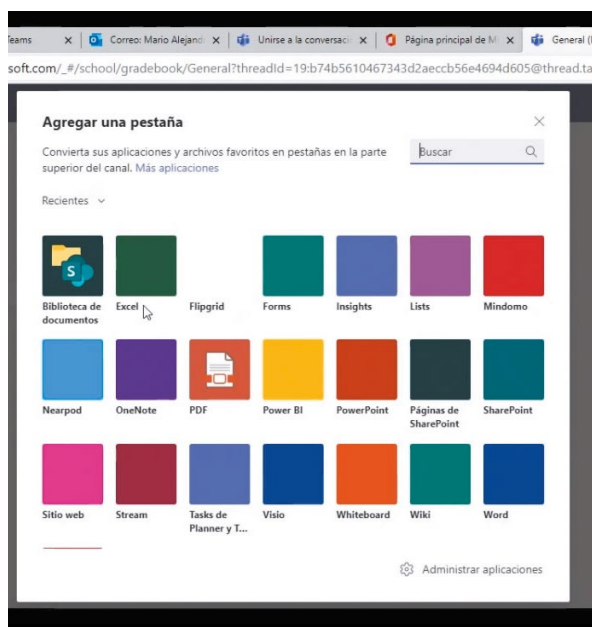 Teams
Correo: Mario Alejand
Unirse a la conversaci
Página principal de M
General (
soft.com/_#/school/gradebook/General?threadId=19:b74b5610467343d2aeccb56e4694d605@thread.ta
Agregar una pestaña
Convierta sus aplicaciones y archivos favoritos en pestañas en la parte
superior del canal. Más aplicaciones
Buscar
Recientes
Biblioteca de
documentos
Excel
Flipgrid
Forms
Insights
Lists
Mindomo
Nearpod
OneNote
PDF
Power BI
PowerPoint
Páginas de
SharePoint
SharePoint
Sitio web
Stream
Tasks de
Planner y T...
Visio
Whiteboard
Wiki
Word
Administrar aplicaciones